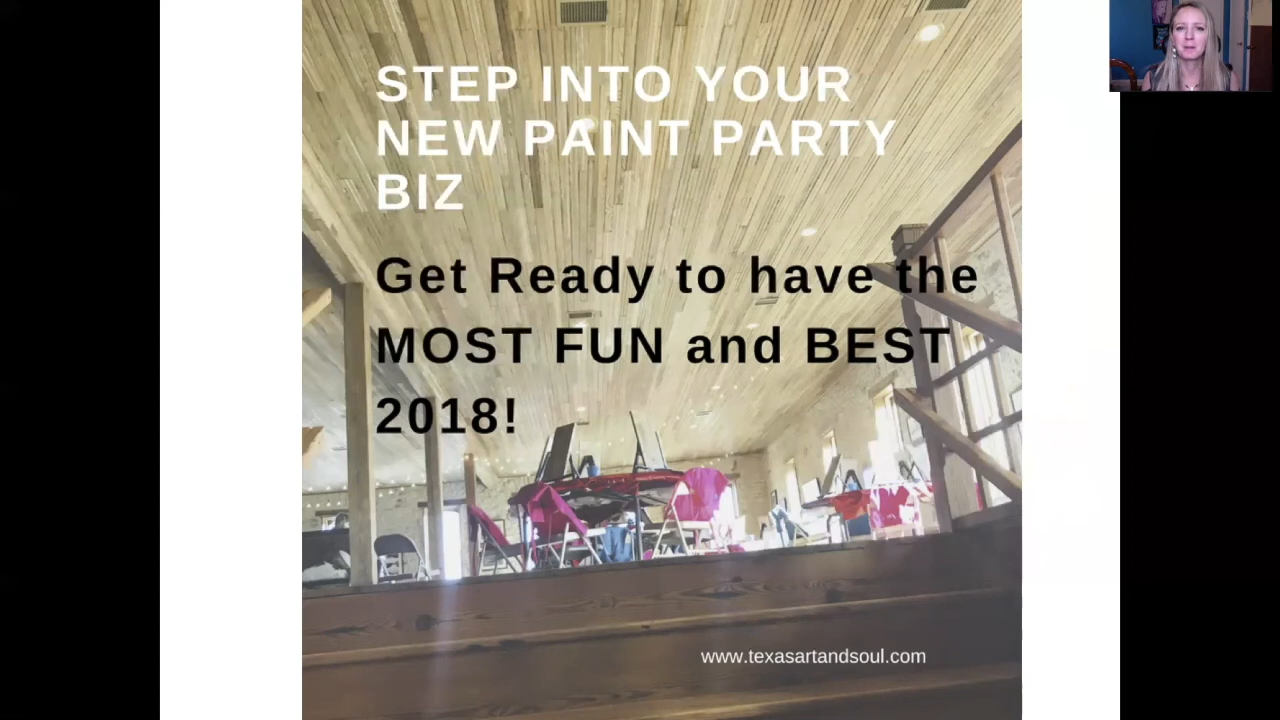 STEP INTO YOUR
NEW PAINT PARTY
BIZ
Get Ready to have the
MOST FUN and BEST
2018!
www.texasartandsoul.com